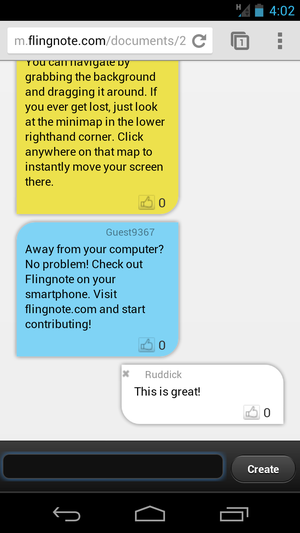 H
4:02
m.flingnote.com/documents/2
1
You can navigate by
grabbing the background
and dragging it around. If
you ever get lost, just look
at the minimap in the lower
righthand corner. Click
anywhere on that map to
instantly move your screen
there.
0
Guest9367
Away from your computer?
No problem! Check out
Flingnote on your
smartphone. Visit
flingnote.com and start
contributing!
0
Ruddick
This is great!
0
Create